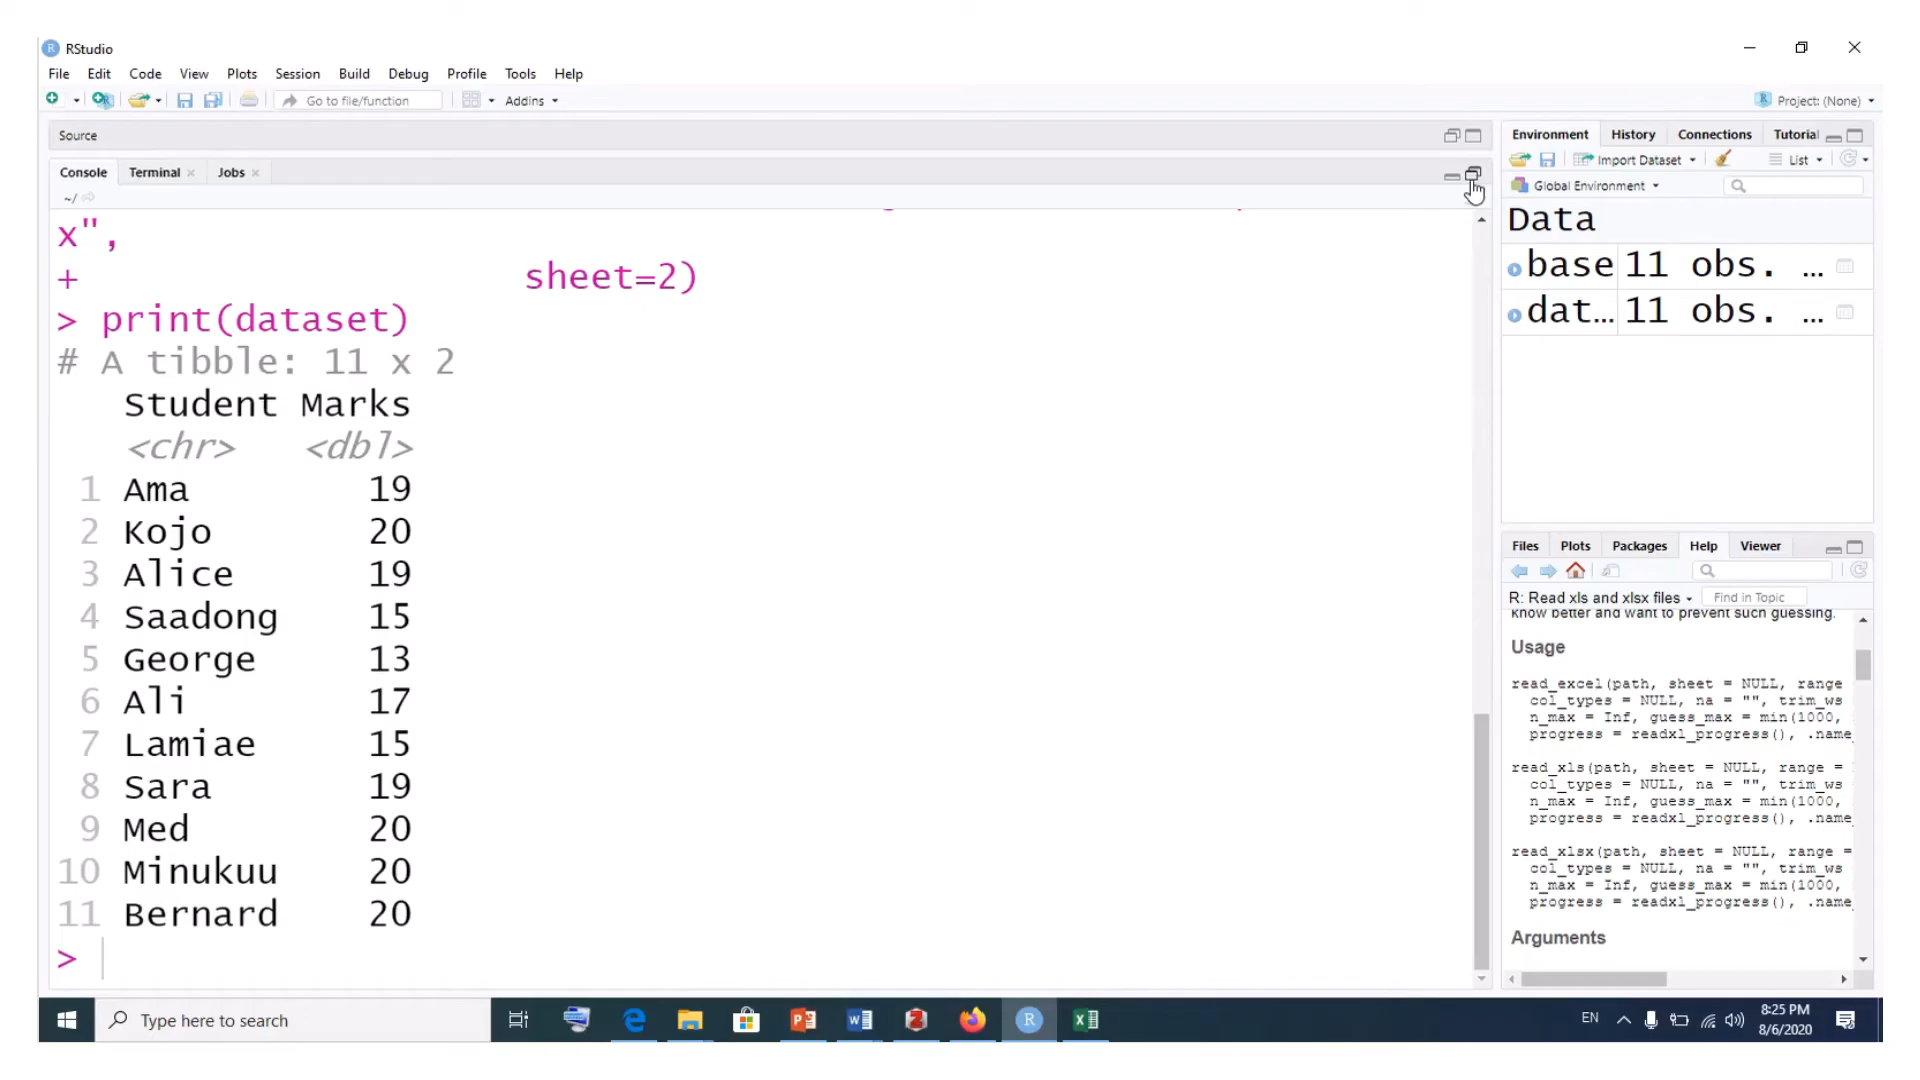 RStudio
File Edit Code View Plots Session Build Debug Profile Tools Help
Go to file/function Addins Project: (None)
Source
Console Terminal Jobs
~/
x",
+ sheet=2)
> print(dataset)
# A tibble: 11 x 2
Student Marks
<chr> <dbl>
1 Ama 19
2 Kojo 20
3 Alice 19
4 Saadong 15
5 George 13
6 Ali 17
7 Lamiae 15
8 Sara 19
9 Med 20
10 Minukuu 20
11 Bernard 20
>
Environment History Connections Tutorial
Import Dataset List
Global Environment
Data
base 11 obs. …
dat… 11 obs. …
Files Plots Packages Help Viewer
R: Read xls and xlsx files Find in Topic
know better and want to prevent such guessing.
Usage
read_excel(path, sheet = NULL, range
col_types = NULL, na = "", trim_ws
n_max = Inf, guess_max = min(1000,
progress = readxl_progress(), .name_
read_xls(path, sheet = NULL, range =
col_types = NULL, na = "", trim_ws
n_max = Inf, guess_max = min(1000,
progress = readxl_progress(), .name_
read_xlsx(path, sheet = NULL, range =
col_types = NULL, na = "", trim_ws
n_max = Inf, guess_max = min(1000,
progress = readxl_progress(), .name_
Arguments
Type here to search
EN
8:25 PM
8/6/2020